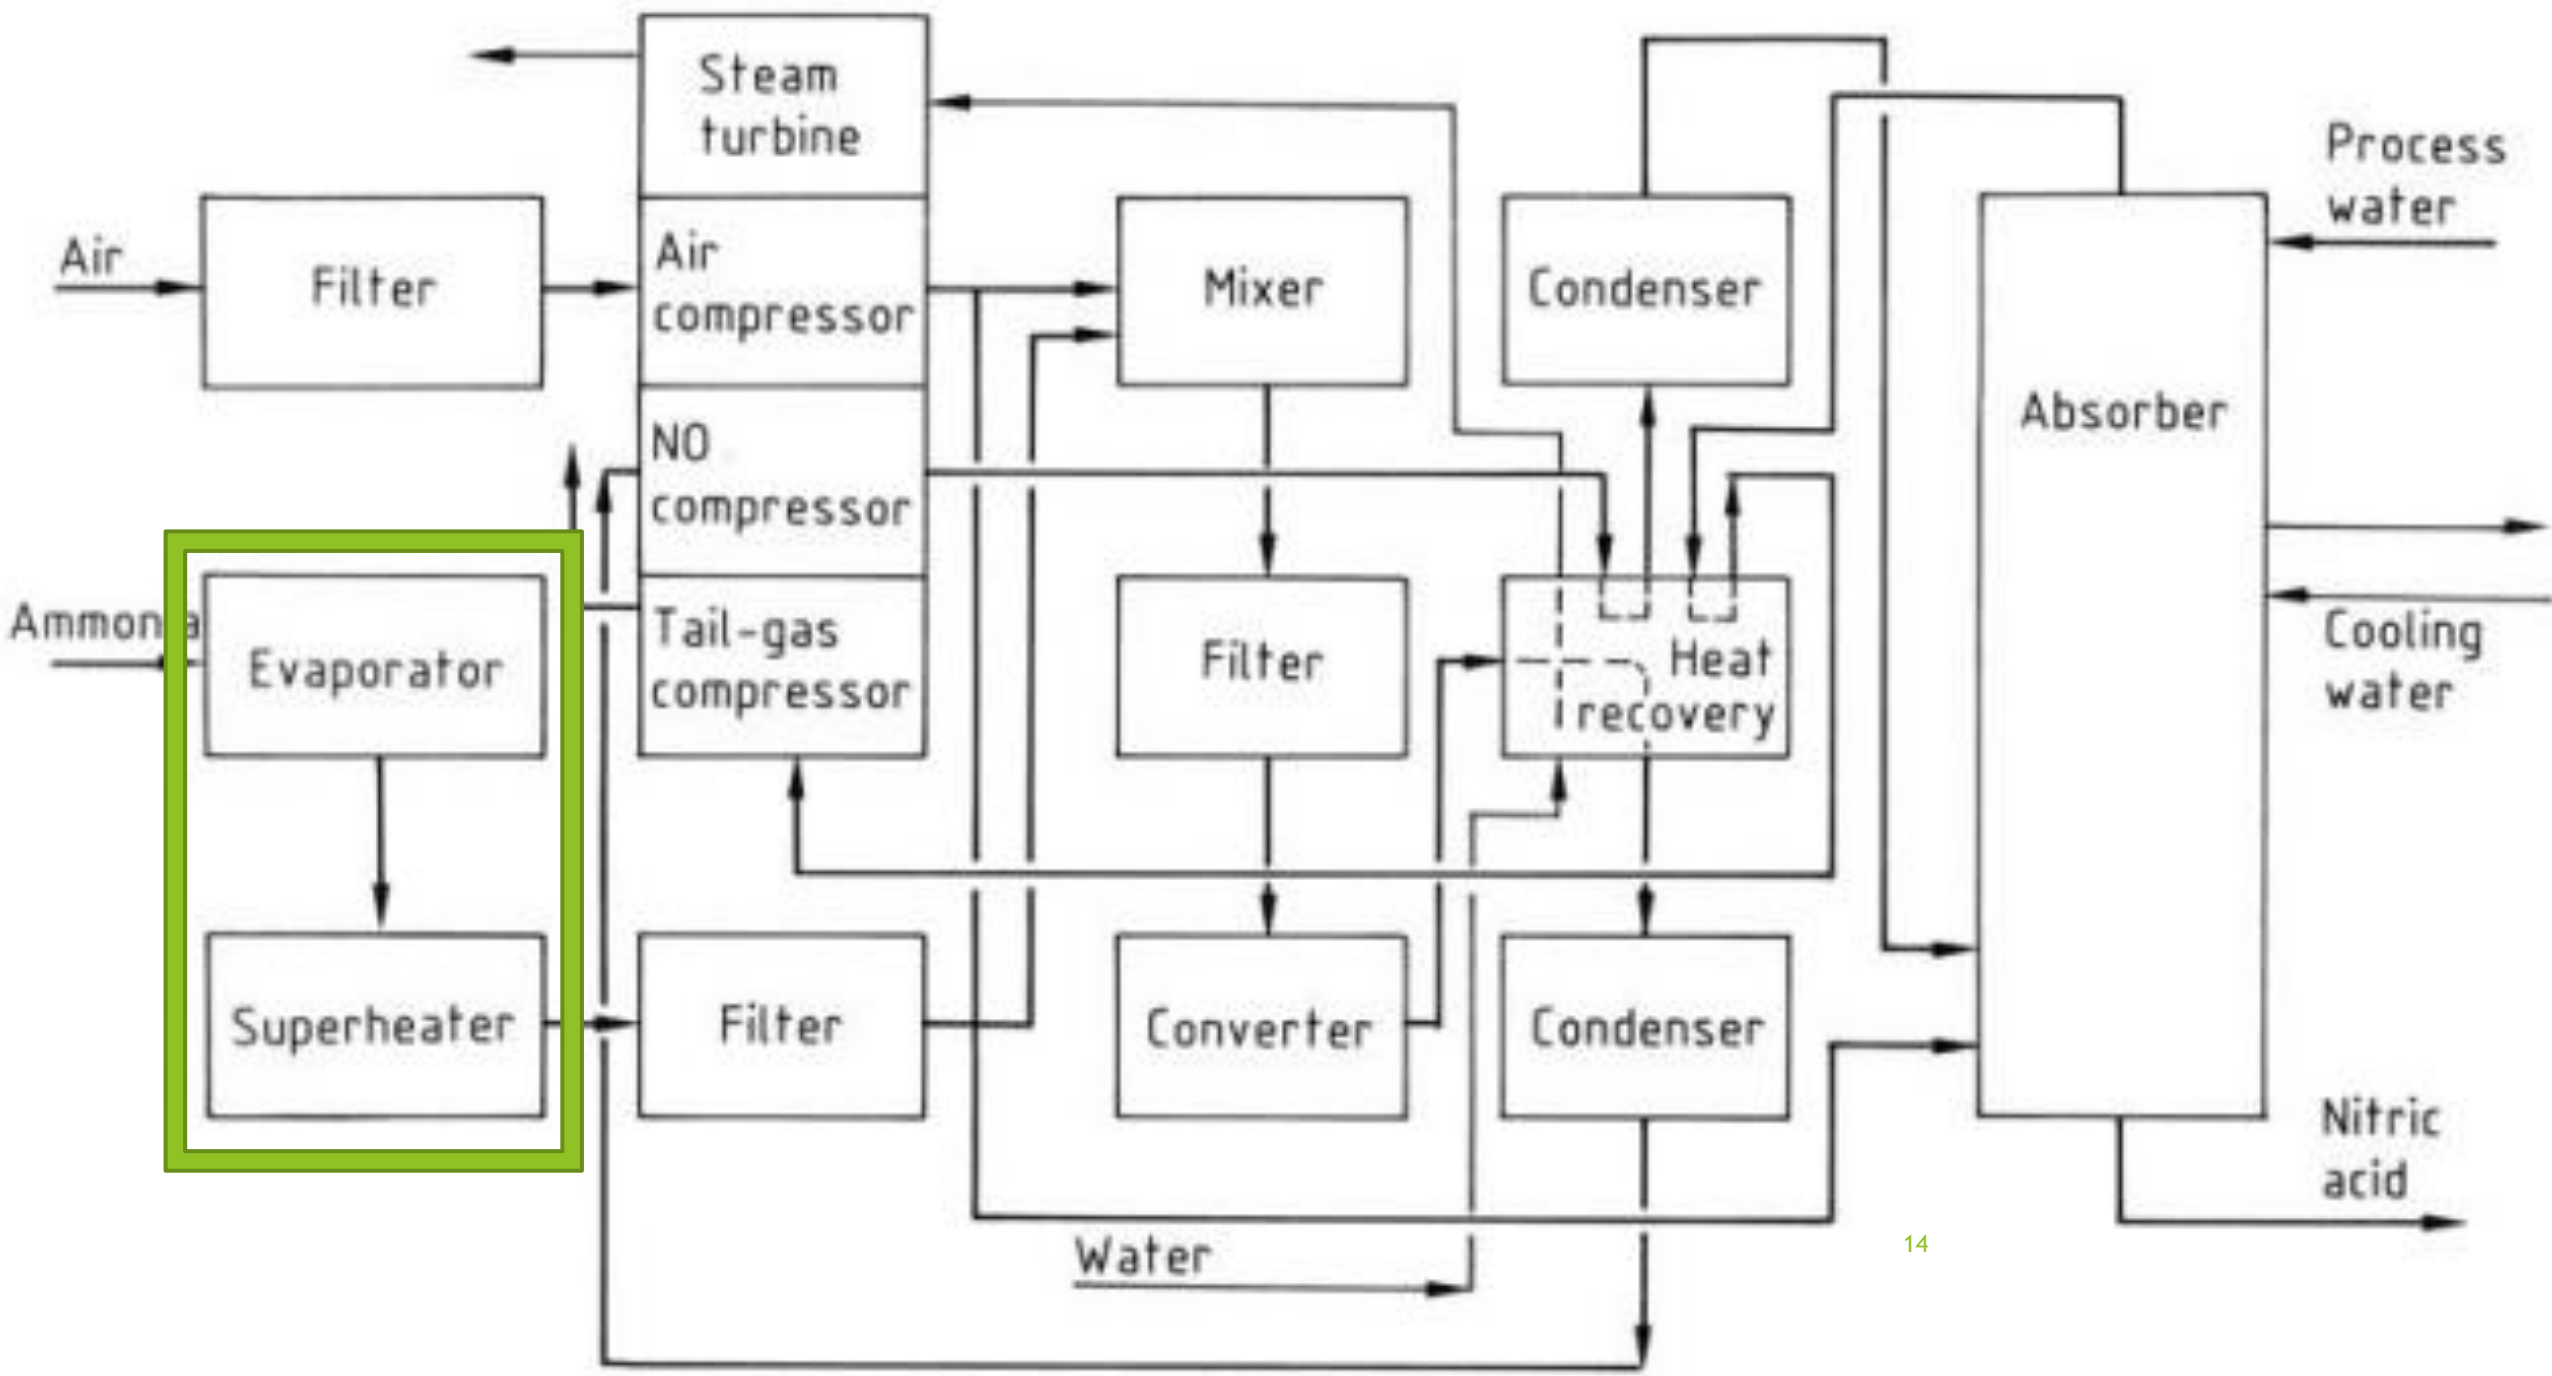 Steam
turbine
Process
water
Air
Filter
Air
compressor
Mixer
Condenser
Absorber
NO
compressor
Ammonia
Evaporator
Tail-gas
compressor
Filter
Heat
recovery
Cooling
water
Superheater
Filter
Converter
Condenser
Nitric
acid
Water
14